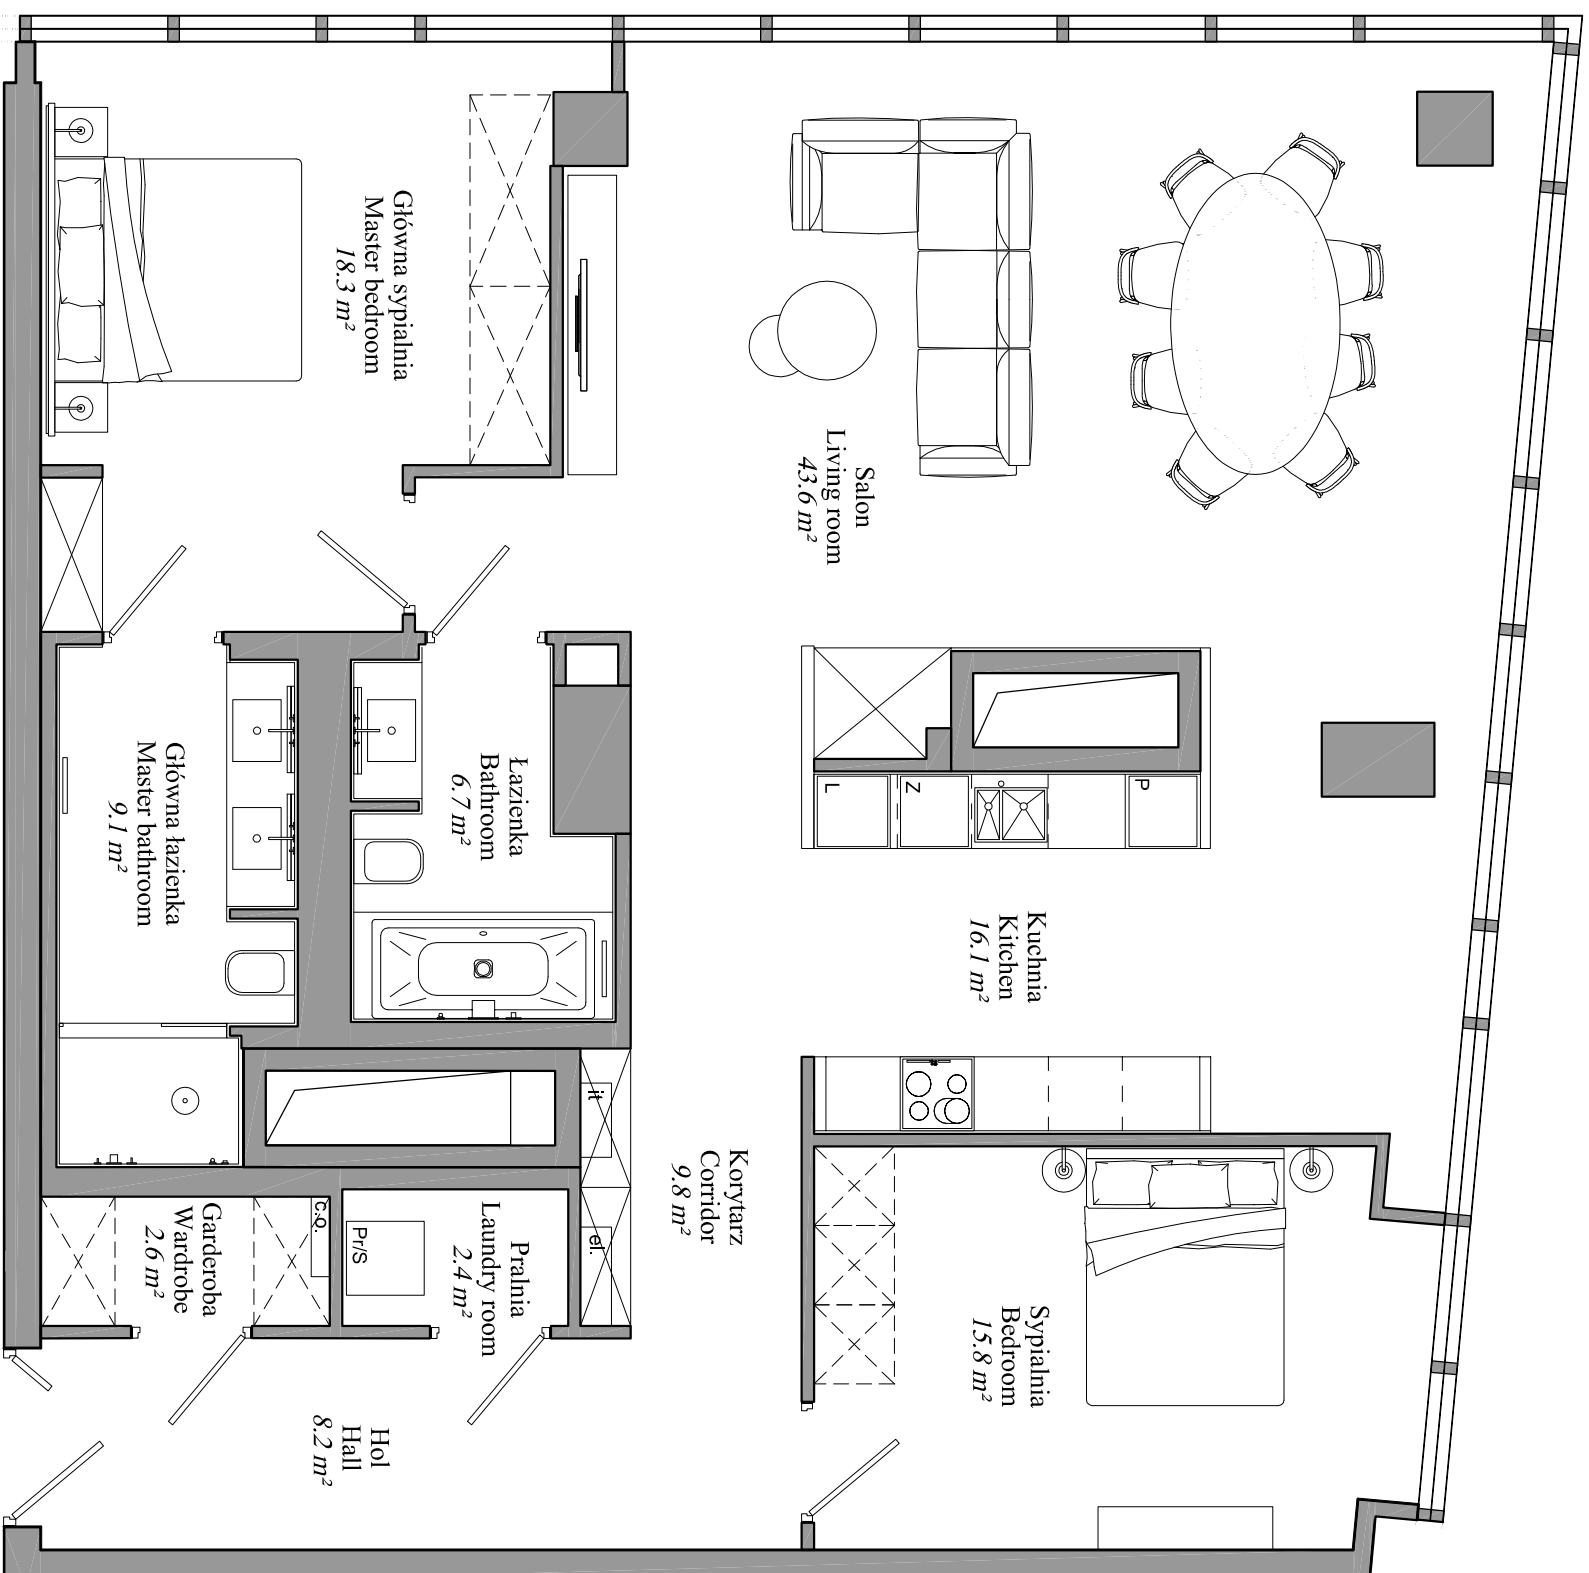 Główna sypialnia
Master bedroom
18.3 m²
Salon
Living room
43.6 m²
Główna łazienka
Master bathroom
9.1 m²
Łazienka
Bathroom
6.7 m²
L
Z
P
Kuchnia
Kitchen
16.1 m²
it
el.
Korytarz
Corridor
9.8 m²
Garderoba
Wardrobe
2.6 m²
c.o.
Pr/S
Pralnia
Laundry room
2.4 m²
Sypialnia
Bedroom
15.8 m²
Hol
Hall
8.2 m²